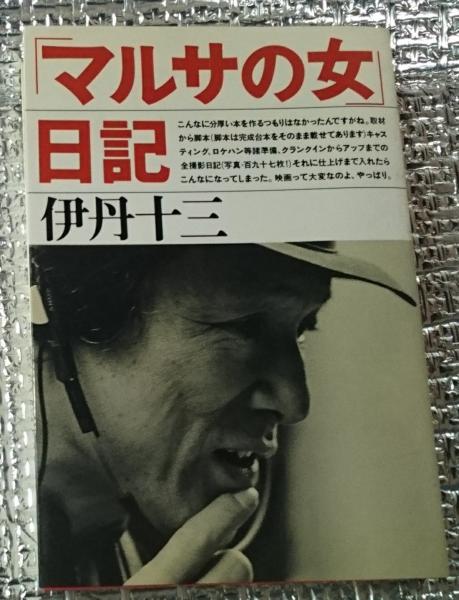 「マルサの女」
日記
こんなに分厚い本を作るつもりはなかったんですがね。取材
から脚本(脚本は完成台本をそのまま載せてあります)キャス
ティング、ロケハン等諸準備、クランクインからアップまでの
全撮影日記(写真・百九十七枚!)それに仕上げまで入れたら
こんなになってしまった。映画って大変なのよ、やっぱり。
伊丹十三